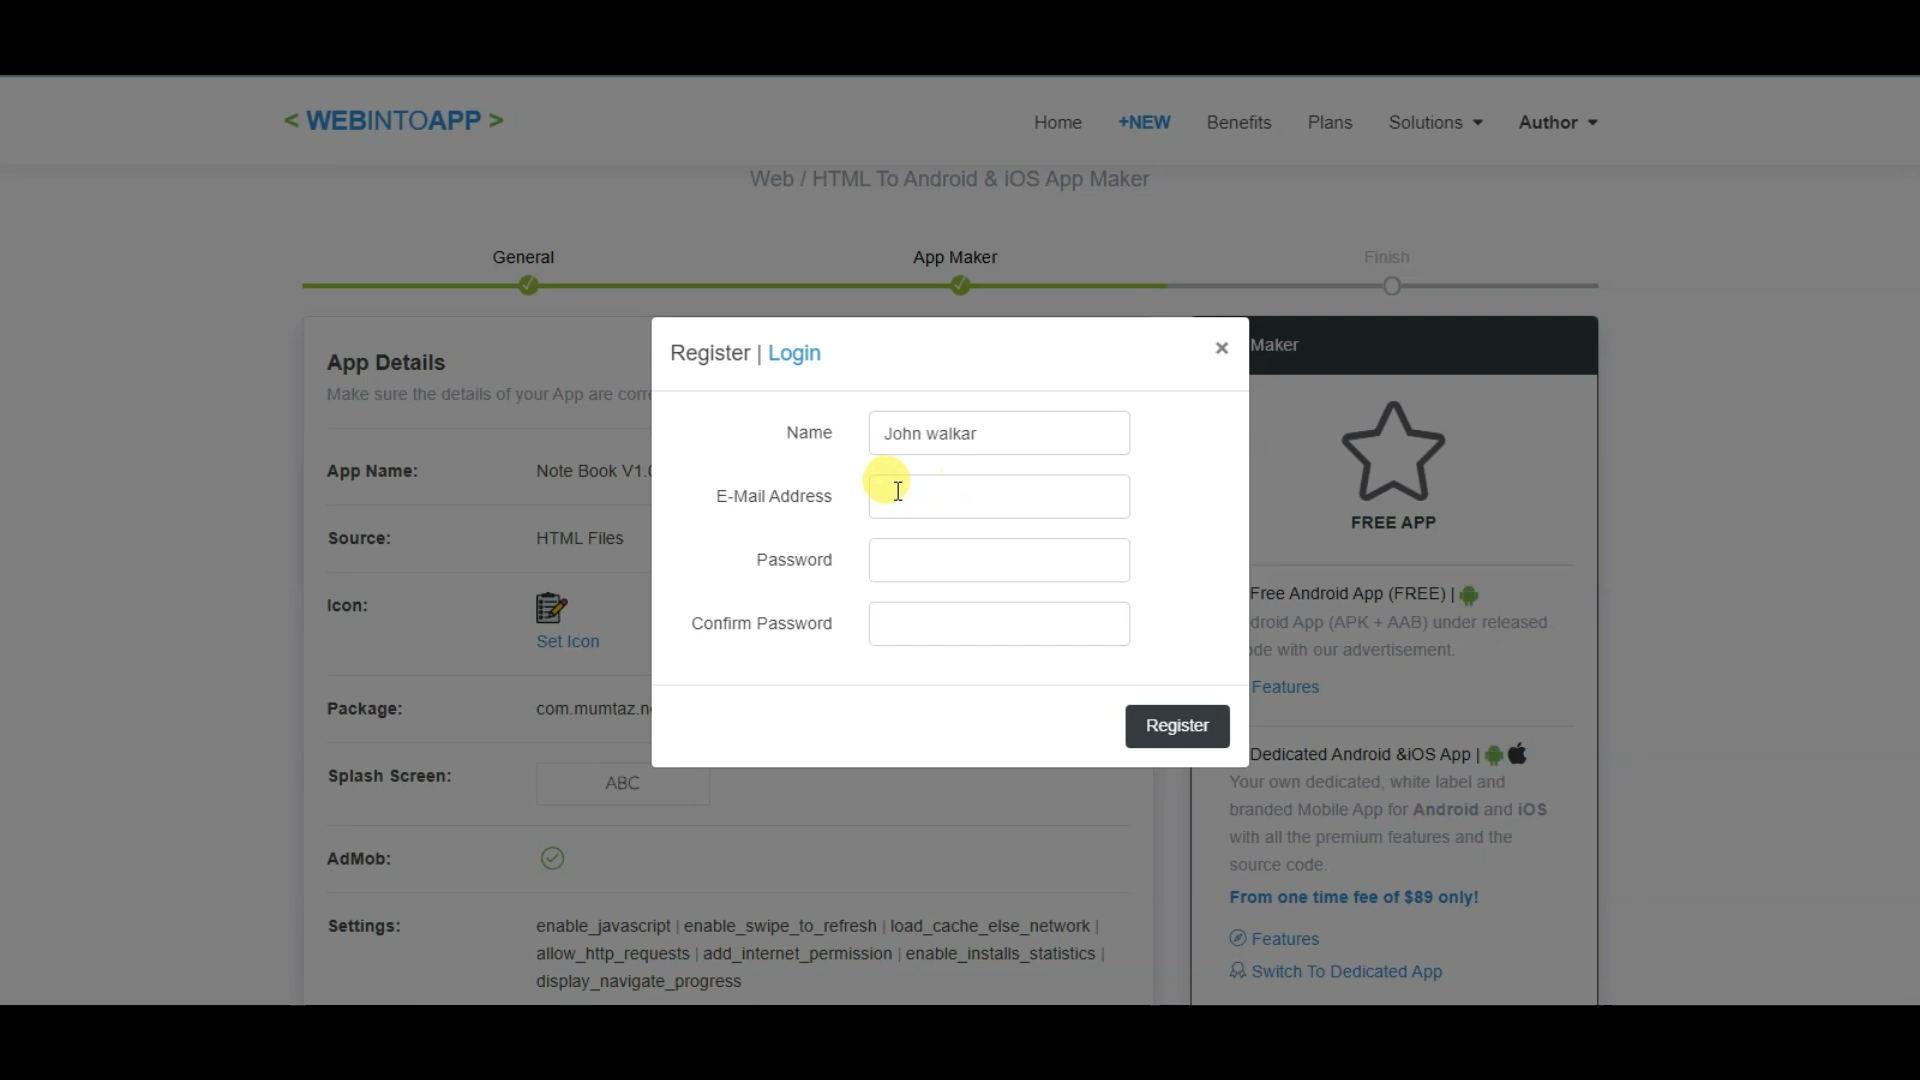 < WEBINTOAPP >
Home +NEW Benefits Plans Solutions Author
Web / HTML To Android & iOS App Maker
General App Maker Finish
App Details
Make sure the details of your App are corre
App Name: Note Book V1.0
Source: HTML Files
Icon:
Set Icon
Package: com.mumtaz.n
Splash Screen: ABC
AdMob:
Settings: enable_javascript | enable_swipe_to_refresh | load_cache_else_network |
allow_http_requests | add_internet_permission | enable_installs_statistics |
display_navigate_progress
Register | Login ×
Name John walkar
E-Mail Address
Password
Confirm Password
Register
Maker
FREE APP
Free Android App (FREE) |
droid App (APK + AAB) under released
de with our advertisement.
Features
Dedicated Android &iOS App |
Your own dedicated, white label and
branded Mobile App for Android and iOS
with all the premium features and the
source code.
From one time fee of $89 only!
Features
Switch To Dedicated App